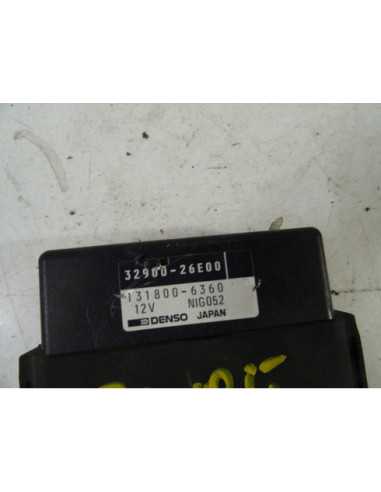 32900-26E00
131800-6360
12V NIG052
DENSO JAPAN